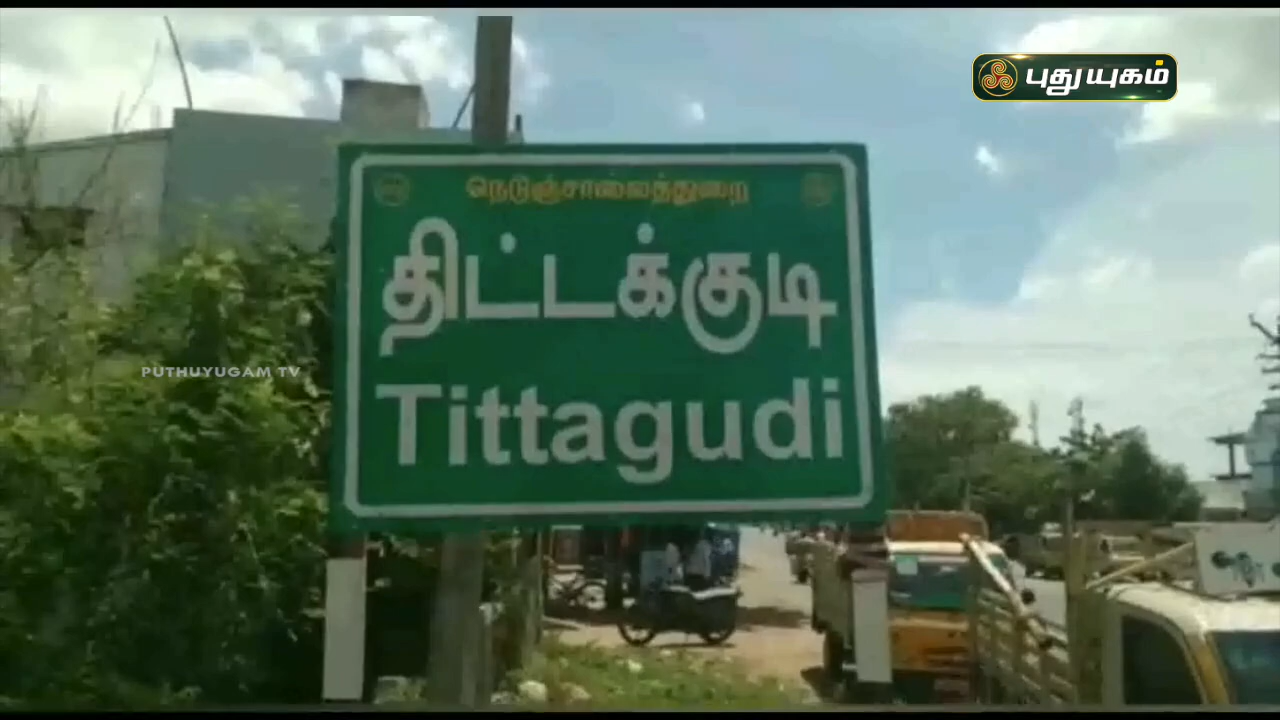 புதுயுகம்
நெடுஞ்சாலைத்துறை
திட்டக்குடி
PUTHUYUGAM TV
Tittagudi